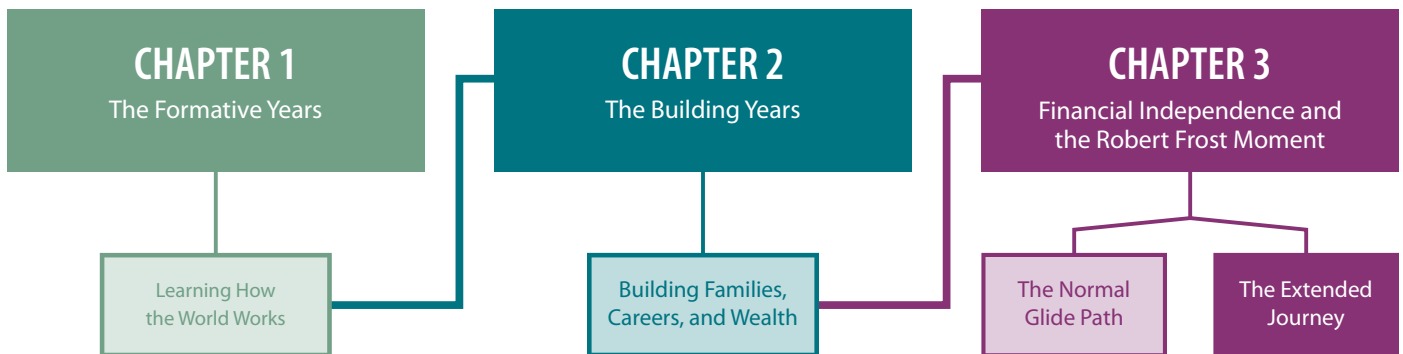 CHAPTER 1
The Formative Years
Learning How
the World Works
CHAPTER 2
The Building Years
Building Families,
Careers, and Wealth
CHAPTER 3
Financial Independence and
the Robert Frost Moment
The Normal
Glide Path
The Extended
Journey